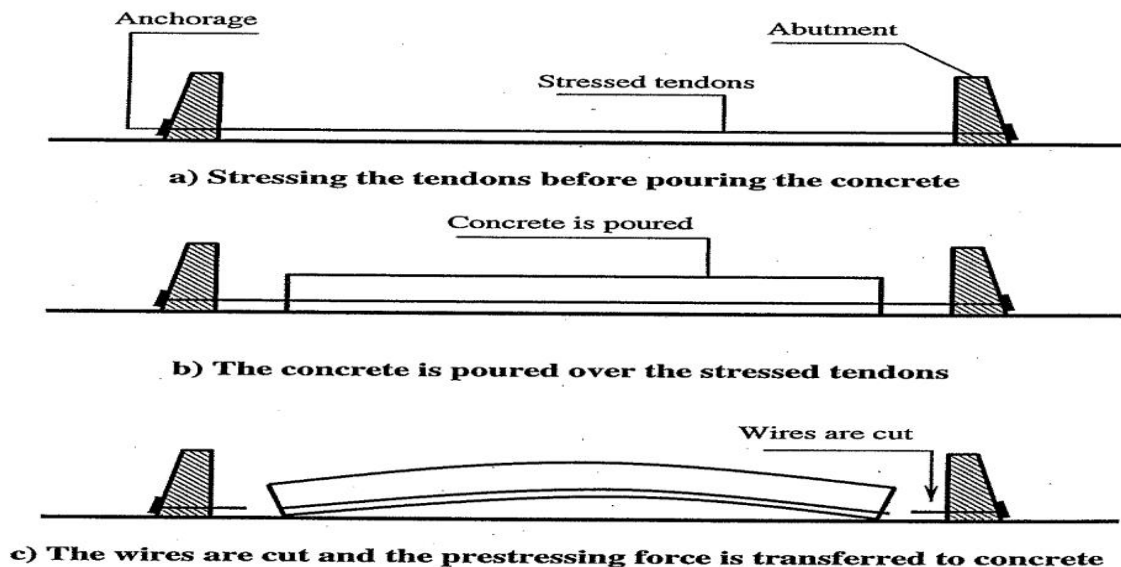 Anchorage
Abutment
Stressed tendons
a) Stressing the tendons before pouring the concrete
Concrete is poured
b) The concrete is poured over the stressed tendons
Wires are cut
c) The wires are cut and the prestressing force is transferred to concrete